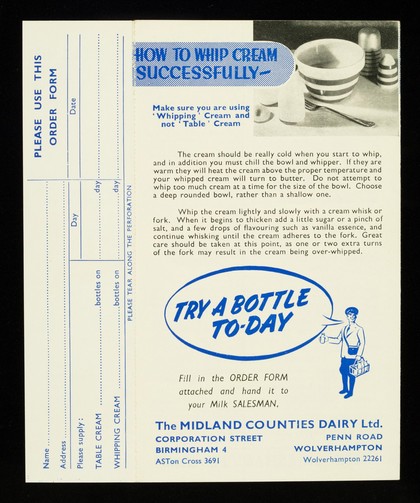 HOW TO WHIP CREAM
SUCCESSFULLY—
Make sure you are using
'Whipping' Cream and
not 'Table' Cream
The cream should be really cold when you start to whip,
and in addition you must chill the bowl and whipper. If they are
warm they will heat the cream above the proper temperature and
your whipped cream will turn to butter. Do not attempt to
whip too much cream at a time for the size of the bowl. Choose
a deep rounded bowl, rather than a shallow one.
Whip the cream lightly and slowly with a cream whisk or
fork. When it begins to thicken add a little sugar or a pinch of
salt, and a few drops of flavouring such as vanilla essence, and
continue whisking until the cream adheres to the fork. Great
care should be taken at this point, as one or two extra turns
of the fork may result in the cream being over-whipped.
TRY A BOTTLE
TO-DAY
Fill in the ORDER FORM
attached and hand it to
your Milk SALESMAN.
The MIDLAND COUNTIES DAIRY Ltd.
CORPORATION STREET
BIRMINGHAM 4
ASTon Cross 3691
PENN ROAD
WOLVERHAMPTON
Wolverhampton 22261
PLEASE USE THIS
ORDER FORM
Date
Name
Address
Day
Please supply:
TABLE CREAM bottles on day
WHIPPING CREAM bottles on day
PLEASE TEAR ALONG THE PERFORATION